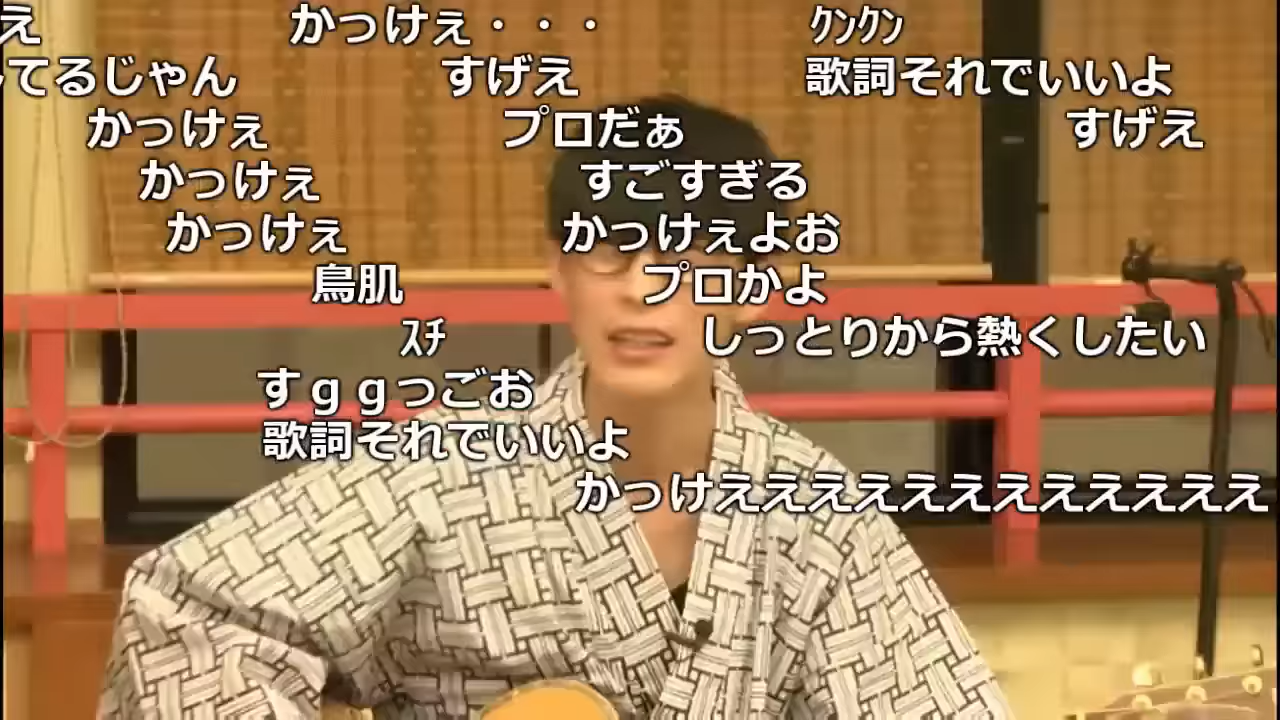 え
かっけぇ・・・
ｸﾝｸﾝ
てるじゃん
すげえ
歌詞それでいいよ
かっけぇ
プロだぁ
すげえ
かっけぇ
すごすぎる
かっけぇ
かっけぇよお
鳥肌
プロかよ
ｽﾁ
しっとりから熱くしたい
すｇｇっごお
歌詞それでいいよ
かっけえええええええええええええ